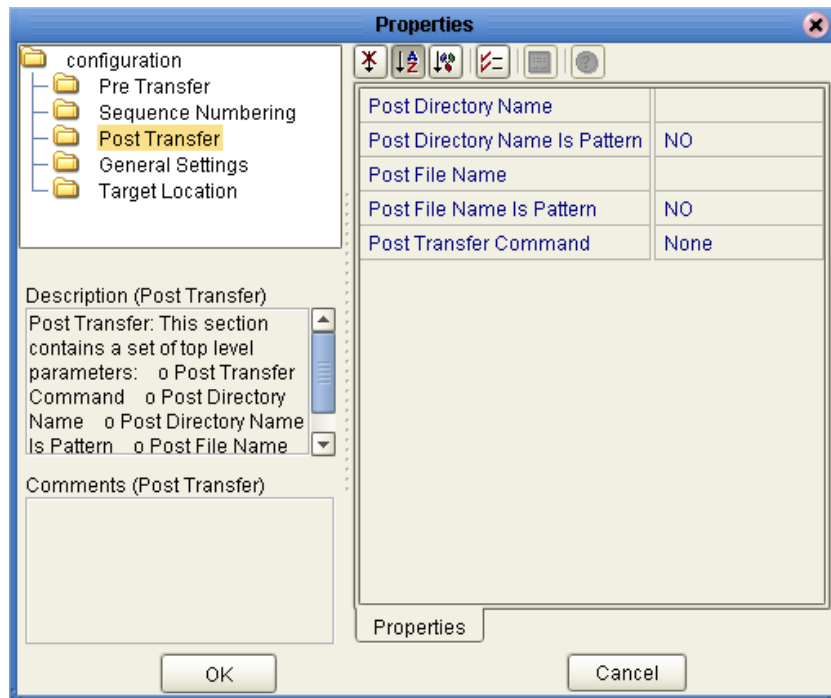 Properties
configuration
Pre Transfer
Sequence Numbering
Post Transfer
General Settings
Target Location
Description (Post Transfer)
Post Transfer: This section
contains a set of top level
parameters: o Post Transfer
Command o Post Directory
Name o Post Directory Name
Is Pattern o Post File Name
Comments (Post Transfer)
Post Directory Name
Post Directory Name Is Pattern NO
Post File Name
Post File Name Is Pattern NO
Post Transfer Command None
Properties
OK
Cancel